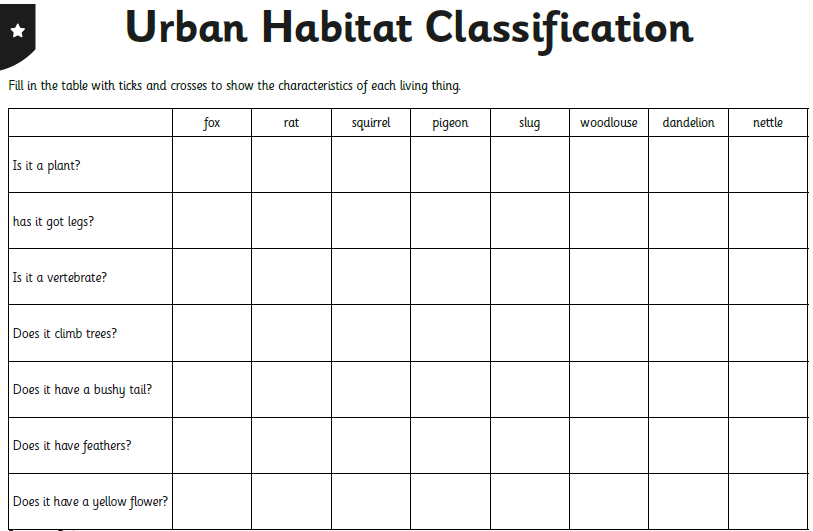 Urban Habitat Classification
Fill in the table with ticks and crosses to show the characteristics of each living thing.
fox rat squirrel pigeon slug woodlouse dandelion nettle
Is it a plant?
has it got legs?
Is it a vertebrate?
Does it climb trees?
Does it have a bushy tail?
Does it have feathers?
Does it have a yellow flower?